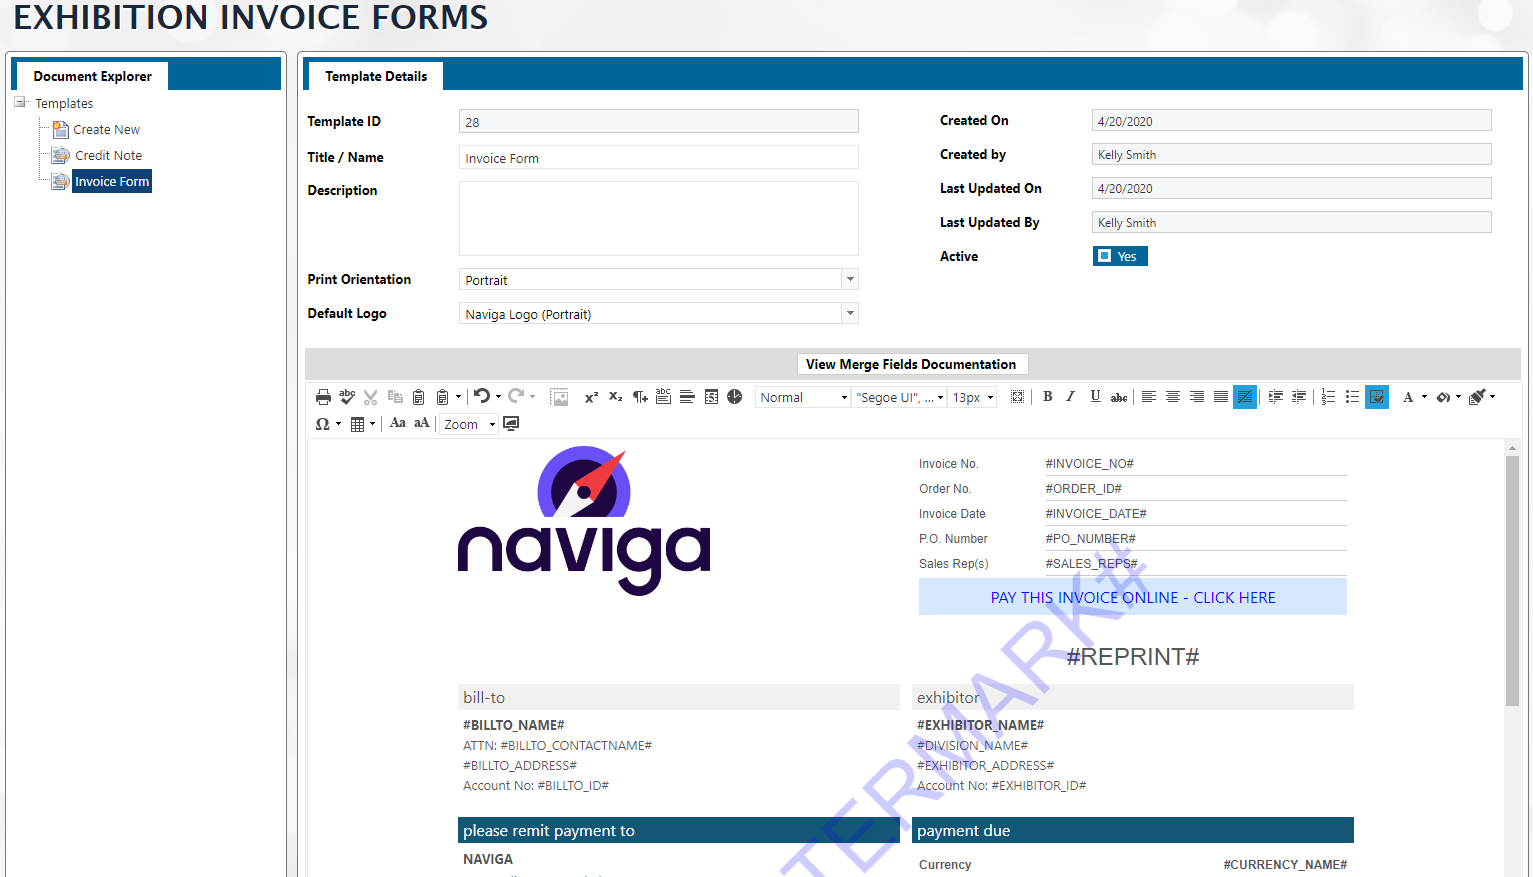 EXHIBITION INVOICE FORMS
Document Explorer
Templates
Create New
Credit Note
Invoice Form
Template Details
Template ID
28
Title / Name
Invoice Form
Description
Print Orientation
Portrait
Default Logo
Naviga Logo (Portrait)
Created On
4/20/2020
Created by
Kelly Smith
Last Updated On
4/20/2020
Last Updated By
Kelly Smith
Active
Yes
View Merge Fields Documentation
Normal
"Segoe UI", ...
13px
Zoom
naviga
Invoice No. #INVOICE_NO#
Order No. #ORDER_ID#
Invoice Date #INVOICE_DATE#
P.O. Number #PO_NUMBER#
Sales Rep(s) #SALES_REPS#
PAY THIS INVOICE ONLINE - CLICK HERE
#REPRINT#
TERMARK#
bill-to
#BILLTO_NAME#
ATTN: #BILLTO_CONTACTNAME#
#BILLTO_ADDRESS#
Account No: #BILLTO_ID#
exhibitor
#EXHIBITOR_NAME#
#DIVISION_NAME#
#EXHIBITOR_ADDRESS#
Account No: #EXHIBITOR_ID#
please remit payment to
NAVIGA
payment due
Currency #CURRENCY_NAME#